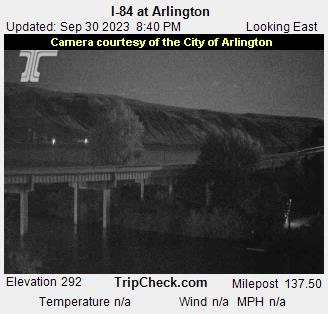 I-84 at Arlington
Updated: Sep 30 2023 8:40 PM Looking East
Camera courtesy of the City of Arlington
Elevation 292 TripCheck.com Milepost 137.50
Temperature n/a Wind n/a MPH n/a